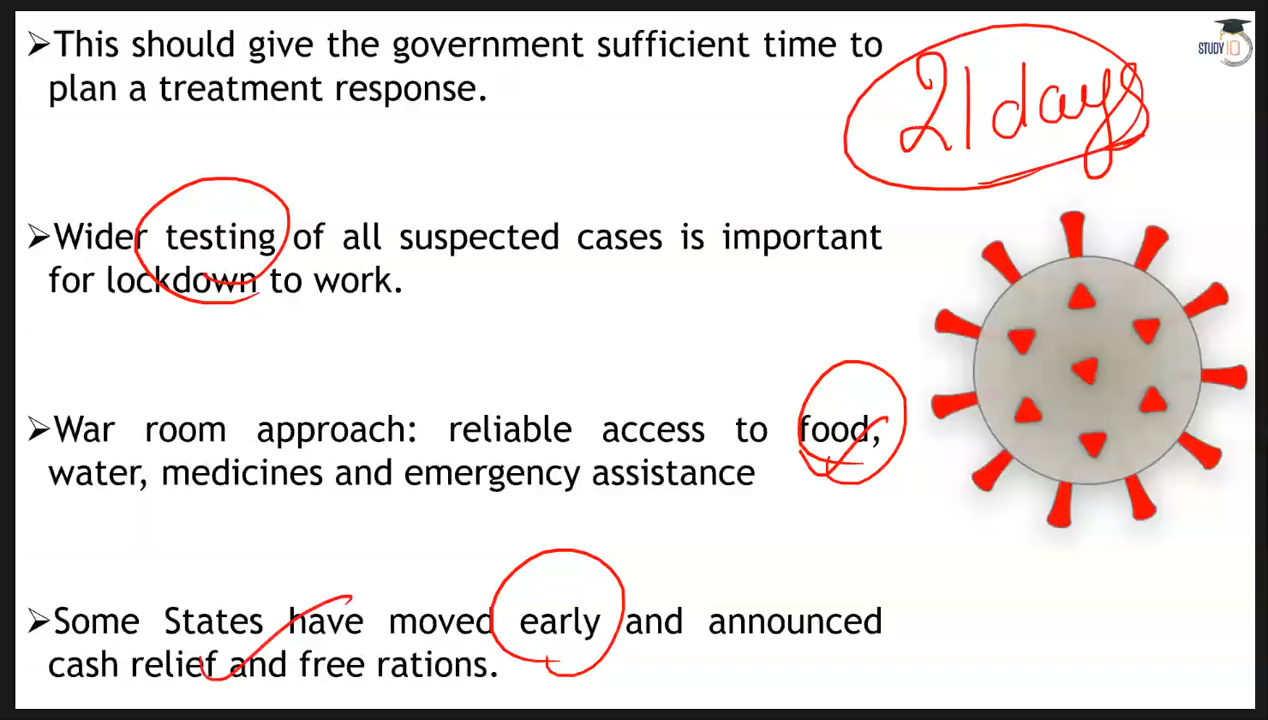 ➢This should give the government sufficient time to
plan a treatment response.
21 days
STUDY IQ
➢Wider testing of all suspected cases is important
for lockdown to work.
➢War room approach: reliable access to food,
water, medicines and emergency assistance
➢Some States have moved early and announced
cash relief and free rations.